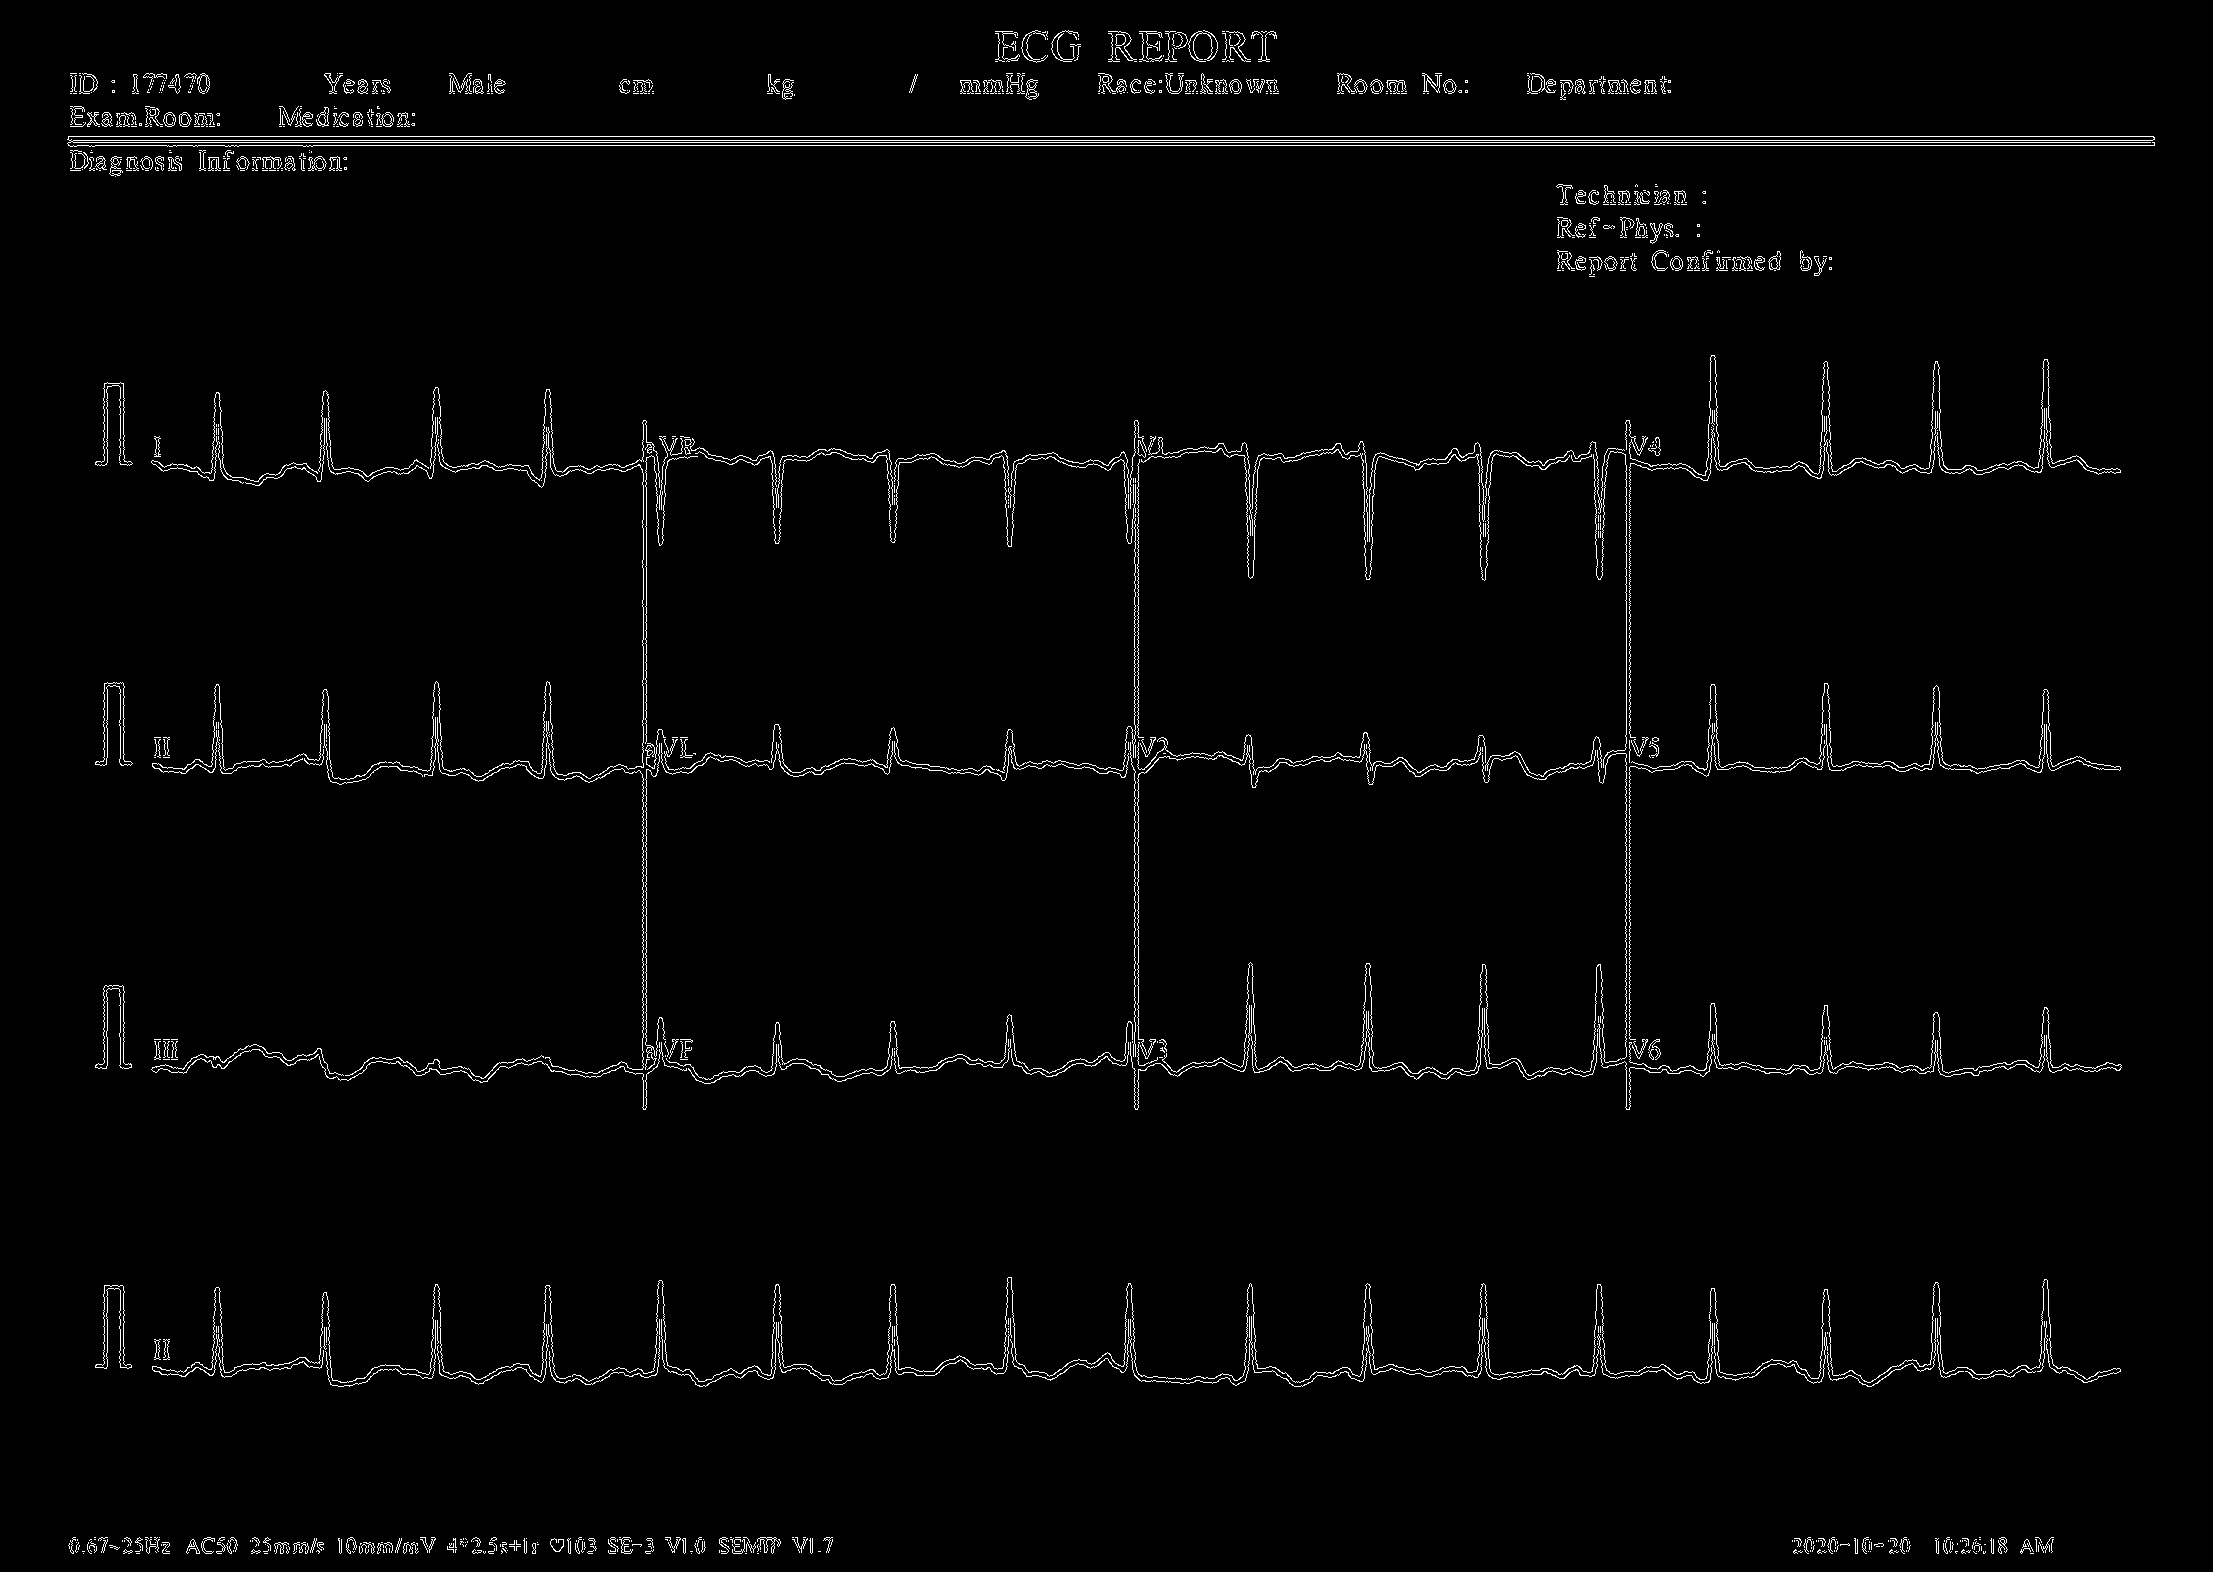 ECG REPORT
ID : 177470 Years Male cm kg / mmHg Race:Unknown Room No.: Department:
Exam.Room: Medication:
Diagnosis Information:
Technician :
Ref-Phys. :
Report Confirmed by:
I aVR V1 V4
II aVL V2 V5
III aVF V3 V6
II
0.67~25Hz AC50 25mm/s 10mm/mV 4*2.5s+1r ♡103 SE-3 V1.0 SEMIP V1.7 2020-10-20 10:26:18 AM